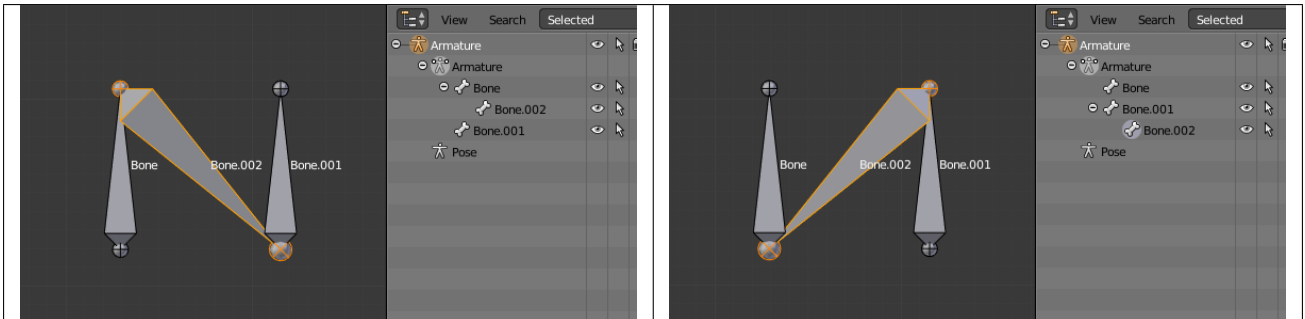 View Search Selected
Armature
Armature
Bone
Bone.002
Bone.001
Pose
Bone Bone.002 Bone.001
View Search Selected
Armature
Armature
Bone
Bone.001
Bone.002
Pose
Bone Bone.002 Bone.001